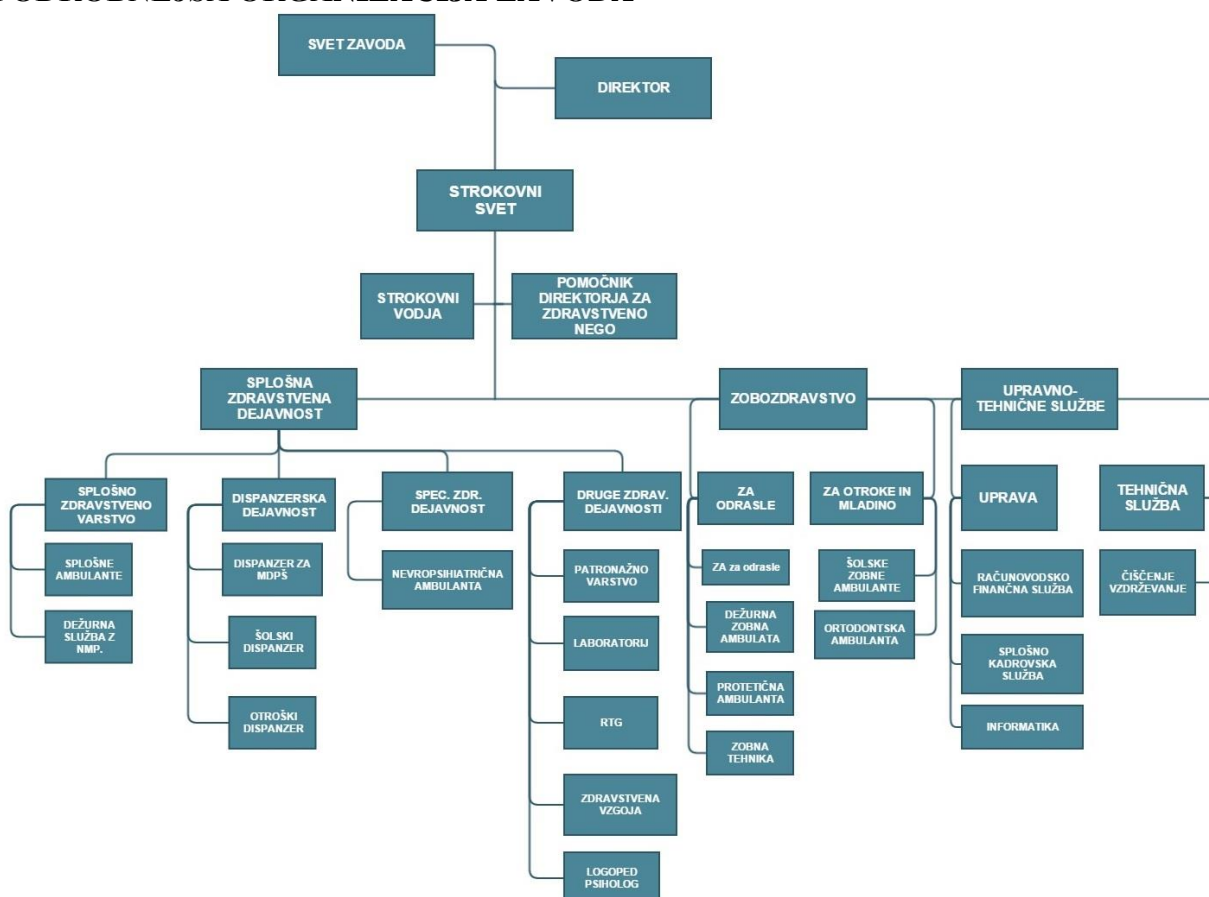 PODROBNEJŠA ORGANIZACIJA ZAVODA
SVET ZAVODA
DIREKTOR
STROKOVNI
SVET
STROKOVNI
VODJA
POMOČNIK
DIREKTORJA ZA
ZDRAVSTVENO
NEGO
SPLOŠNA
ZDRAVSTVENA
DEJAVNOST
ZOBOZDRAVSTVO
UPRAVNO-
TEHNIČNE SLUŽBE
SPLOŠNO
ZDRAVSTVENO
VARSTVO
SPLOŠNE
AMBULANTE
DEŽURNA
SLUŽBA Z
NMP.
DISPANZERSKA
DEJAVNOST
DISPANZER ZA
MDPŠ
ŠOLSKI
DISPANZER
OTROŠKI
DISPANZER
SPEC. ZDR.
DEJAVNOST
NEVROPSIHIATRIČNA
AMBULANTA
DRUGE ZDRAV.
DEJAVNOSTI
PATRONAŽNO
VARSTVO
LABORATORIJ
RTG
ZDRAVSTVENA
VZGOJA
LOGOPED
PSIHOLOG
ZA
ODRASLE
ZA za odrasle
DEŽURNA
ZOBNA
AMBULATA
PROTETIČNA
AMBULANTA
ZOBNA
TEHNIKA
ZA OTROKE IN
MLADINO
ŠOLSKE
ZOBNE
AMBULANTE
ORTODONTSKA
AMBULANTA
UPRAVA
RAČUNOVODSKO
FINANČNA SLUŽBA
SPLOŠNO
KADROVSKA
SLUŽBA
INFORMATIKA
TEHNIČNA
SLUŽBA
ČIŠČENJE
VZDRŽEVANJE